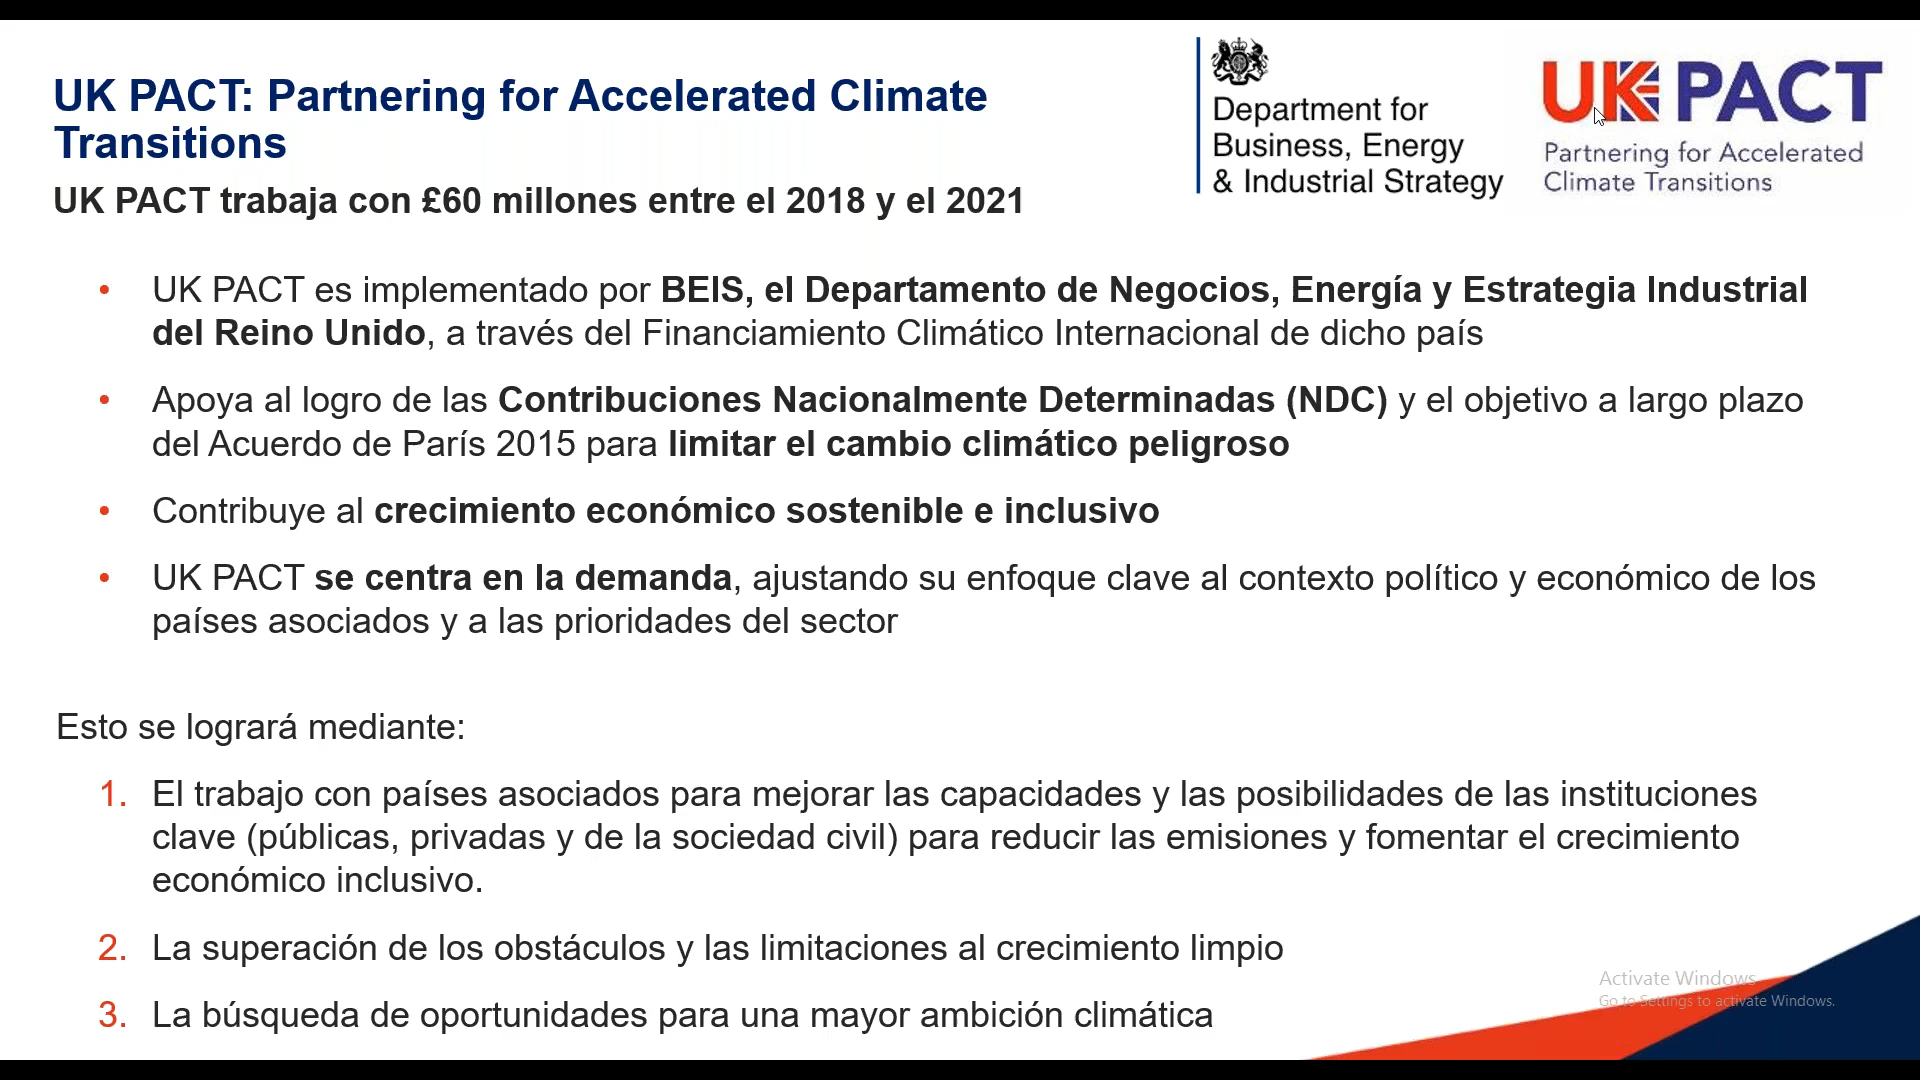 UK PACT: Partnering for Accelerated Climate
Transitions
UK PACT trabaja con £60 millones entre el 2018 y el 2021
Department for
Business, Energy
& Industrial Strategy
UK PACT
Partnering for Accelerated
Climate Transitions
• UK PACT es implementado por BEIS, el Departamento de Negocios, Energía y Estrategia Industrial
del Reino Unido, a través del Financiamiento Climático Internacional de dicho país
• Apoya al logro de las Contribuciones Nacionalmente Determinadas (NDC) y el objetivo a largo plazo
del Acuerdo de París 2015 para limitar el cambio climático peligroso
• Contribuye al crecimiento económico sostenible e inclusivo
• UK PACT se centra en la demanda, ajustando su enfoque clave al contexto político y económico de los
países asociados y a las prioridades del sector
Esto se logrará mediante:
1. El trabajo con países asociados para mejorar las capacidades y las posibilidades de las instituciones
clave (públicas, privadas y de la sociedad civil) para reducir las emisiones y fomentar el crecimiento
económico inclusivo.
2. La superación de los obstáculos y las limitaciones al crecimiento limpio
3. La búsqueda de oportunidades para una mayor ambición climática
Activate Windows
Go to Settings to activate Windows.